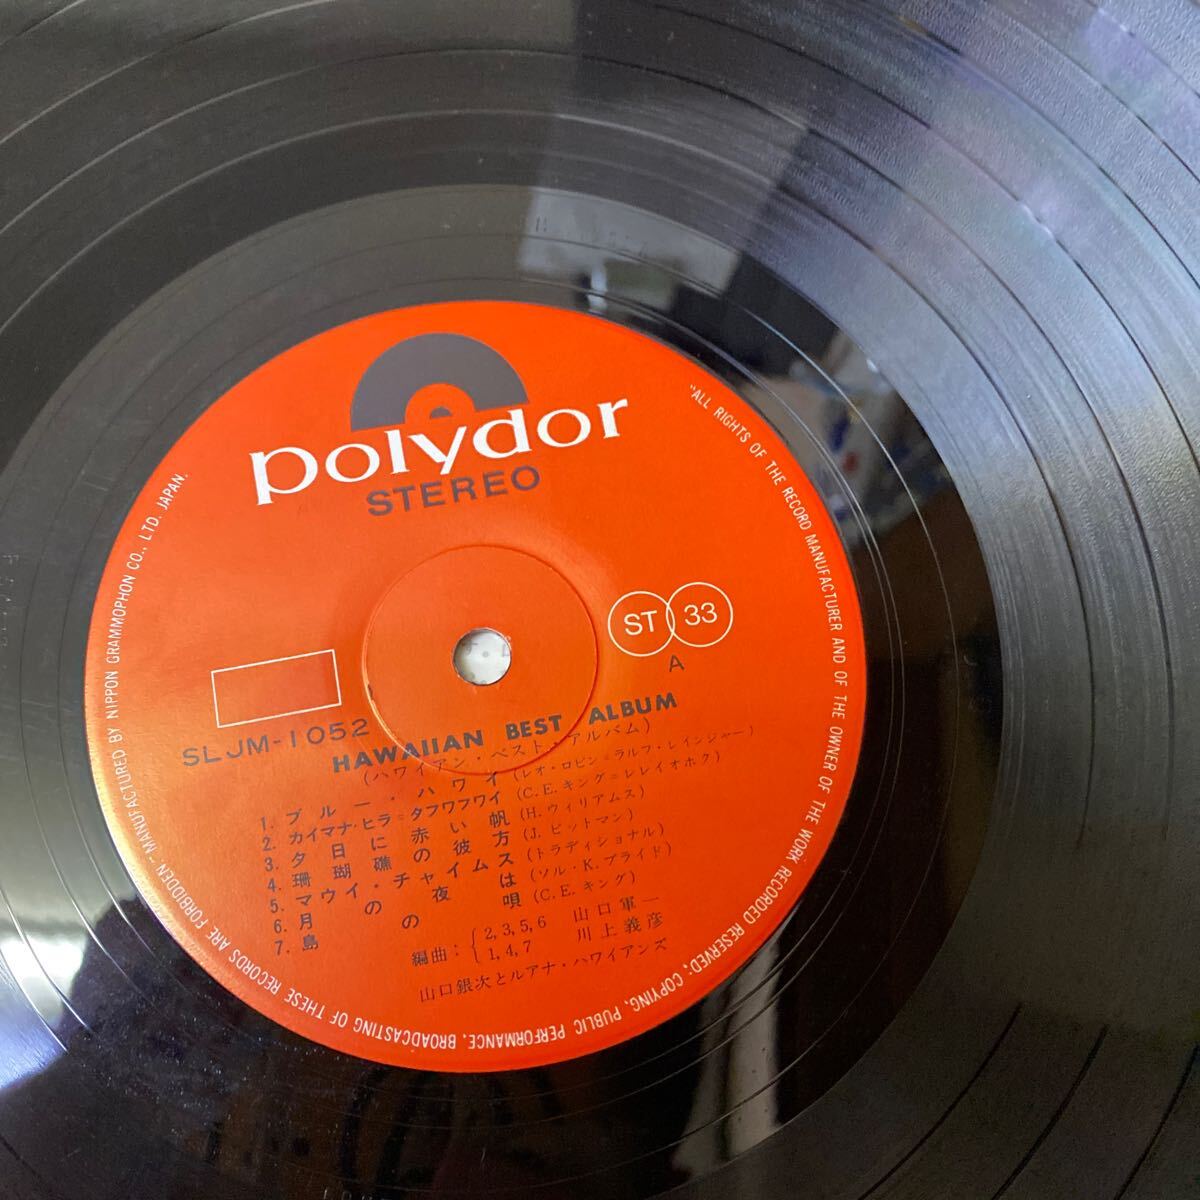 polydor
STEREO
ST 33
A
SLJM-1052
HAWAIIAN BEST ALBUM
(ハワイアン・ベスト・アルバム)
1. ブルー・ハワイ (レオ・ロビン=ラルフ・レインジャー)
2. カイマナ・ヒラ=タフワフワイ (C.E.キング=レレイオホク)
3. 夕日に赤い帆 (H.ウィリアムス)
4. 珊瑚礁の彼方 (J.ピットマン)
5. マウイ・チャイムス (トラディショナル)
6. 月の夜は (ソル・K.ブライド)
7. 島の唄 (C.E.キング)
編曲: { 2,3,5,6 山口軍一
1,4,7 川上義彦
山口銀次とルアナ・ハワイアンズ
"ALL RIGHTS OF THE RECORD MANUFACTURER AND OF THE OWNER OF THE WORK RECORDED RESERVED; COPYING, PUBLIC PERFORMANCE, BROADCASTING OF THESE RECORDS ARE FORBIDDEN." MANUFACTURED BY NIPPON GRAMMOPHON CO., LTD. JAPAN.